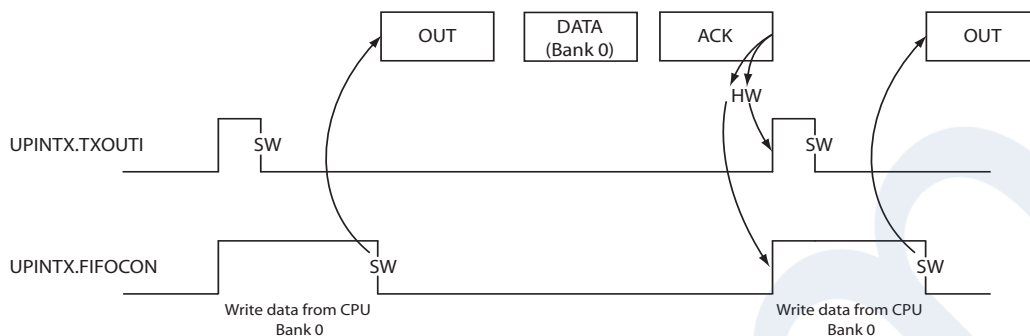 OUT
DATA
(Bank 0)
ACK
OUT
HW
UPINTX.TXOUTI
SW
SW
UPINTX.FIFOCON
SW
SW
Write data from CPU
Bank 0
Write data from CPU
Bank 0